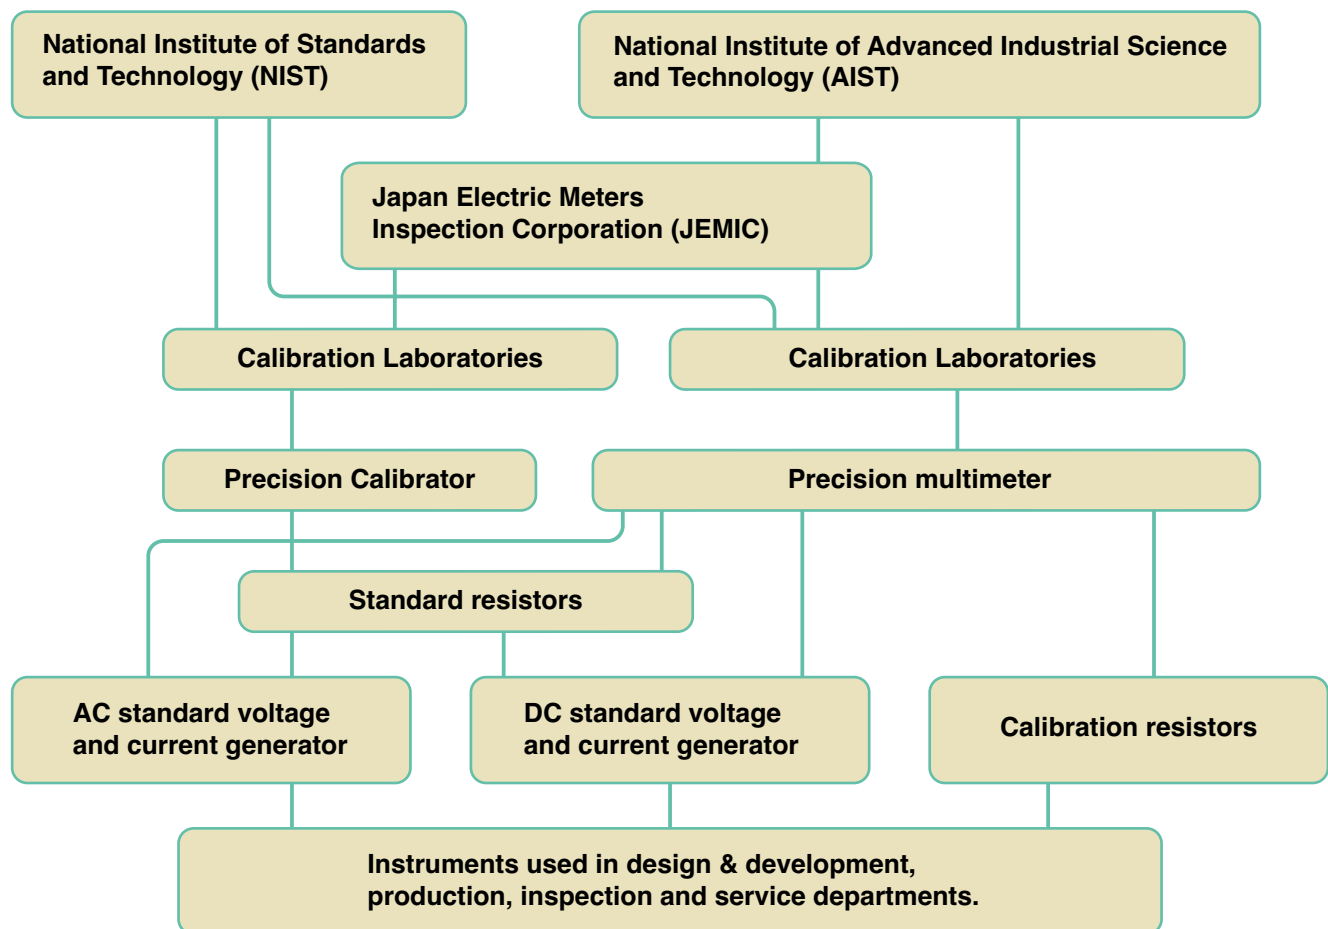 National Institute of Standards
and Technology (NIST)
National Institute of Advanced Industrial Science
and Technology (AIST)
Japan Electric Meters
Inspection Corporation (JEMIC)
Calibration Laboratories
Calibration Laboratories
Precision Calibrator
Precision multimeter
Standard resistors
AC standard voltage
and current generator
DC standard voltage
and current generator
Calibration resistors
Instruments used in design & development,
production, inspection and service departments.